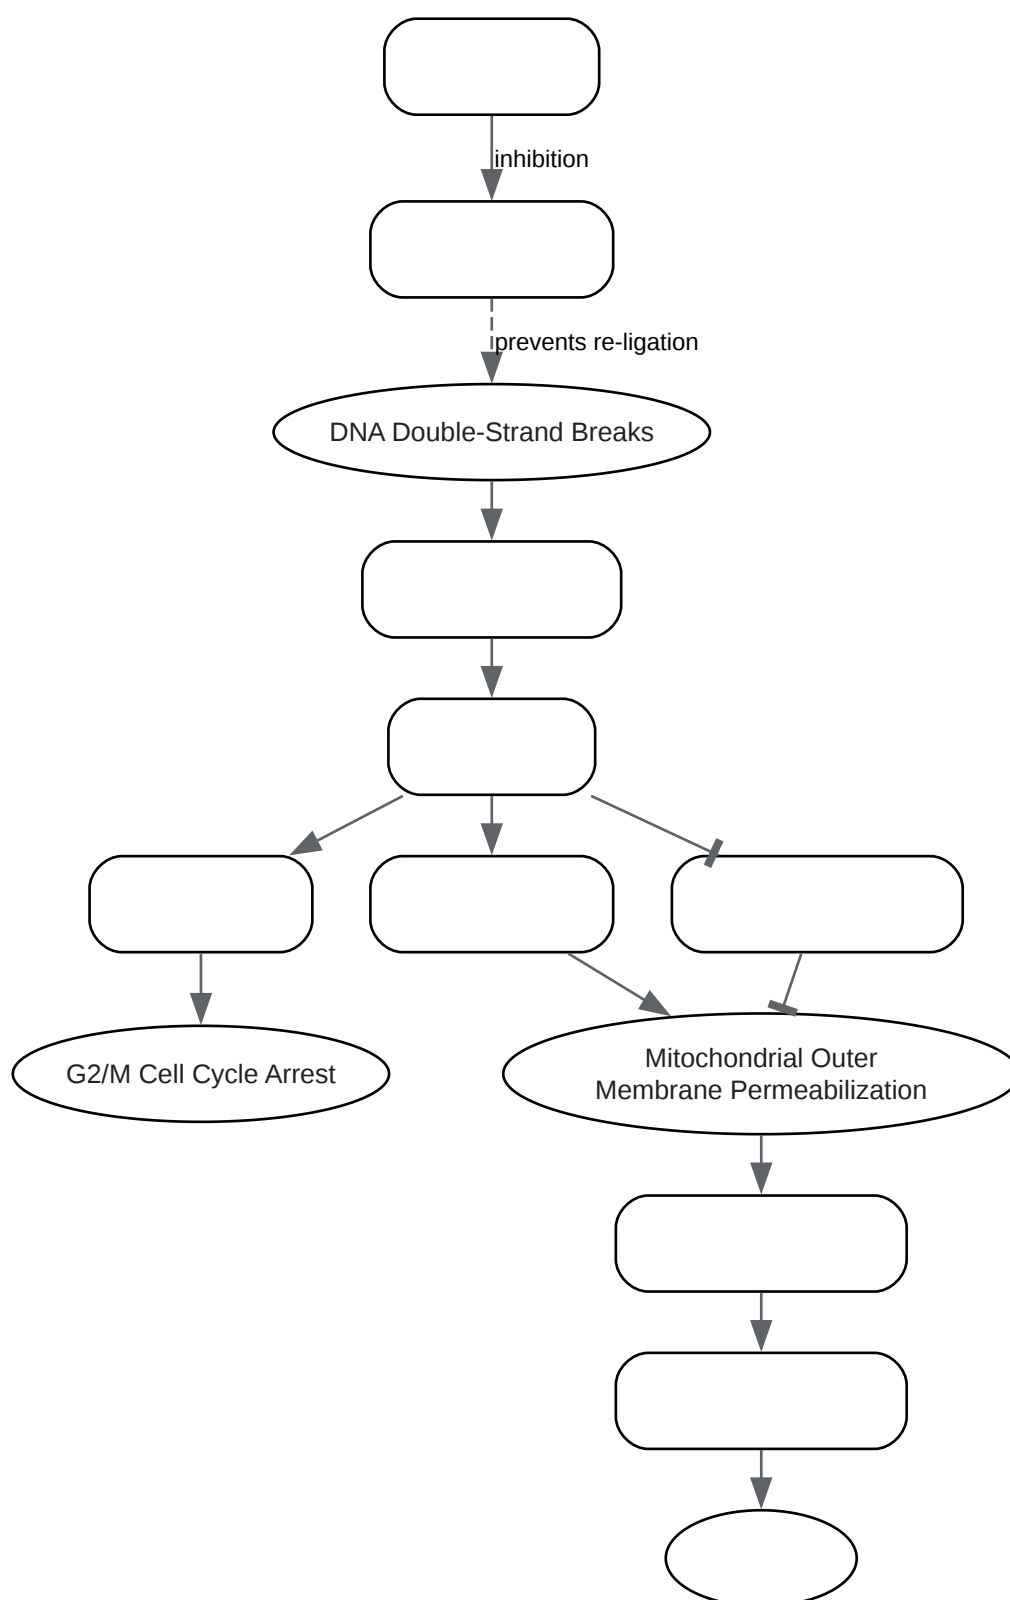 inhibition
prevents re-ligation
DNA Double-Strand Breaks
G2/M Cell Cycle Arrest
Mitochondrial Outer
Membrane Permeabilization